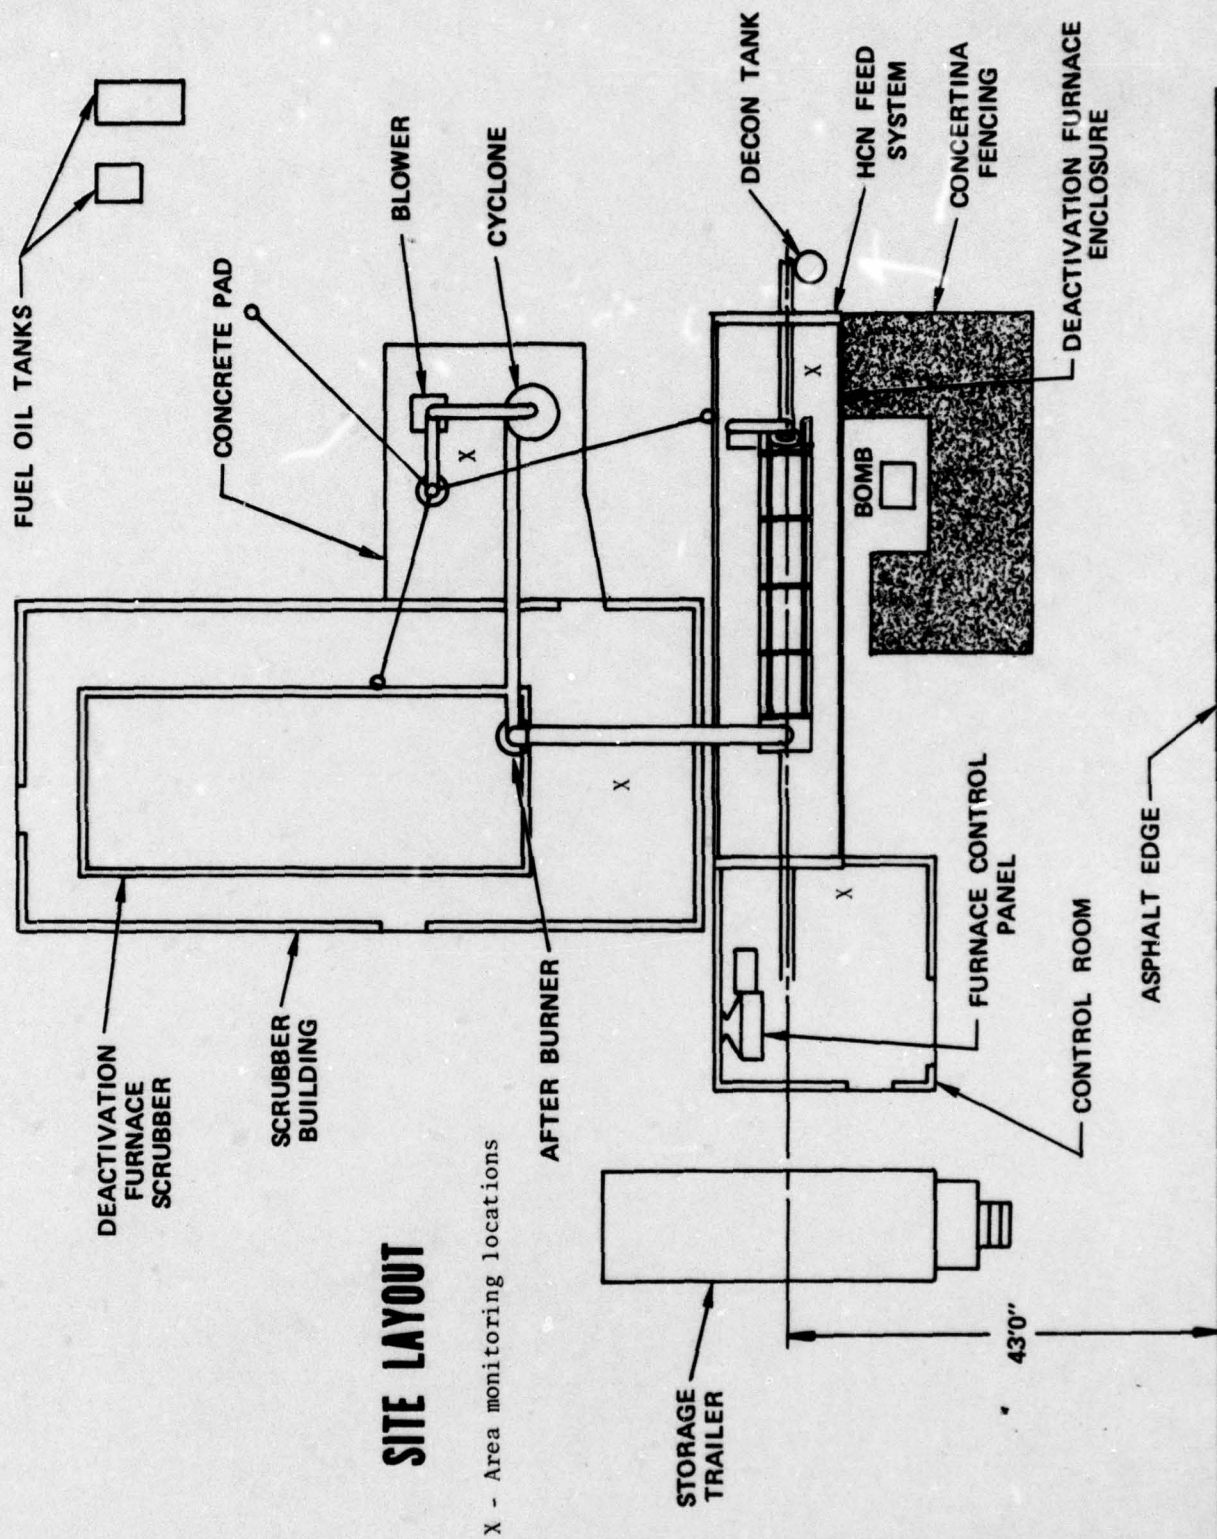 FUEL OIL TANKS
CONCRETE PAD
BLOWER
CYCLONE
DECON TANK
HCN FEED
SYSTEM
CONCERTINA
FENCING
DEACTIVATION FURNACE
ENCLOSURE
BOMB
X
X
X
X
DEACTIVATION
FURNACE
SCRUBBER
SCRUBBER
BUILDING
AFTER BURNER
FURNACE CONTROL
PANEL
CONTROL ROOM
ASPHALT EDGE
SITE LAYOUT
X - Area monitoring locations
STORAGE
TRAILER
43'0"